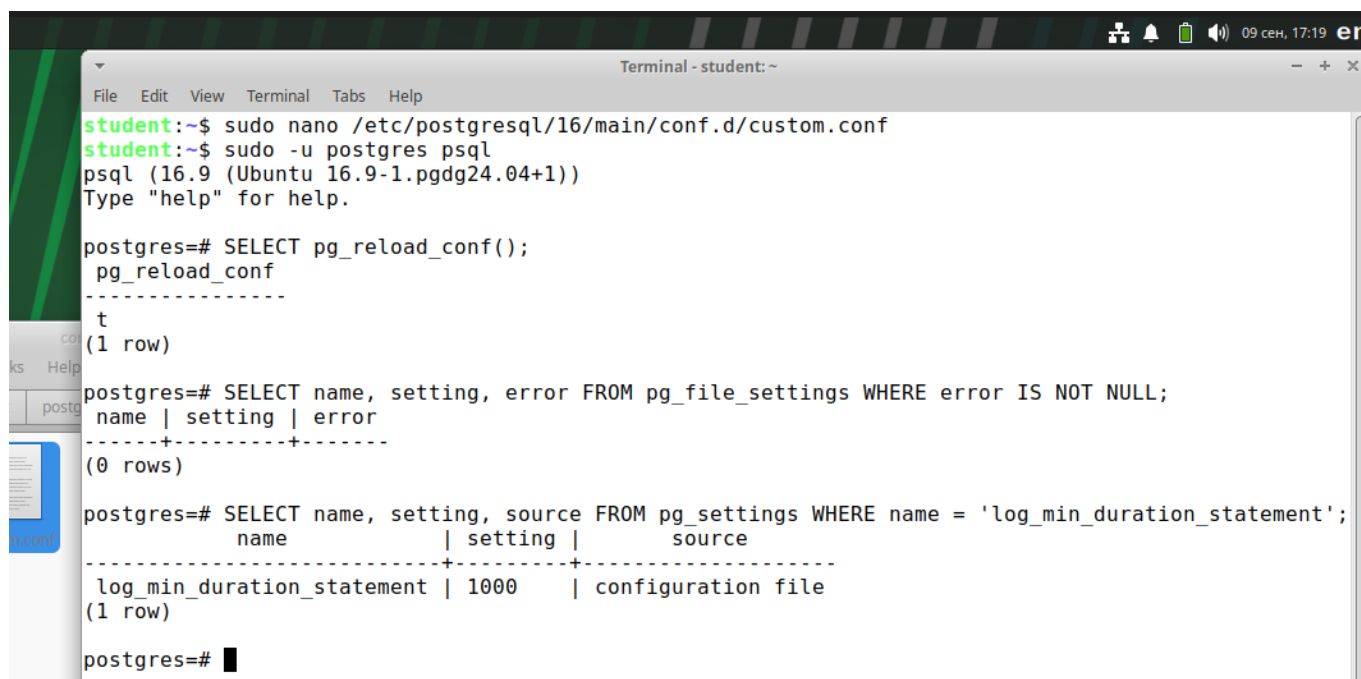 09 сен, 17:19 en
Terminal - student: ~
File Edit View Terminal Tabs Help
student:~$ sudo nano /etc/postgresql/16/main/conf.d/custom.conf
student:~$ sudo -u postgres psql
psql (16.9 (Ubuntu 16.9-1.pgdg24.04+1))
Type "help" for help.
postgres=# SELECT pg_reload_conf();
pg_reload_conf
----------------
t
(1 row)
postgres=# SELECT name, setting, error FROM pg_file_settings WHERE error IS NOT NULL;
name | setting | error
------+---------+-------
(0 rows)
postgres=# SELECT name, setting, source FROM pg_settings WHERE name = 'log_min_duration_statement';
name | setting | source
----------------------------+---------+--------------------
log_min_duration_statement | 1000 | configuration file
(1 row)
postgres=#
Help